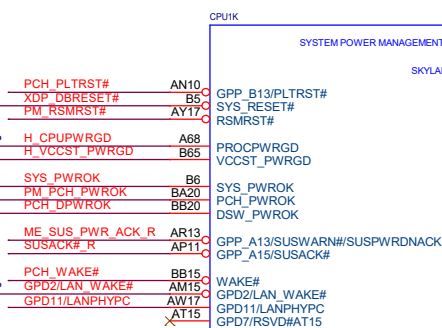 CPU1K
SYSTEM POWER MANAGEMENT
SKYLA
PCH_PLTRST# AN10 GPP_B13/PLTRST#
XDP_DBRESET# B5 SYS_RESET#
PM_RSMRST# AY17 RSMRST#
H_CPUPWRGD A68 PROCPWRGD
H_VCCST_PWRGD B65 VCCST_PWRGD
SYS_PWROK B6 SYS_PWROK
PM_PCH_PWROK BA20 PCH_PWROK
PCH_DPWROK BB20 DSW_PWROK
ME_SUS_PWR_ACK_R AR13 GPP_A13/SUSWARN#/SUSPWRDNACK
SUSACK#_R AP11 GPP_A15/SUSACK#
PCH_WAKE# BB15 WAKE#
GPD2/LAN_WAKE# AM15 GPD2/LAN_WAKE#
GPD11/LANPHYPC AW17 GPD11/LANPHYPC
AT15 GPD7/RSVD#AT15